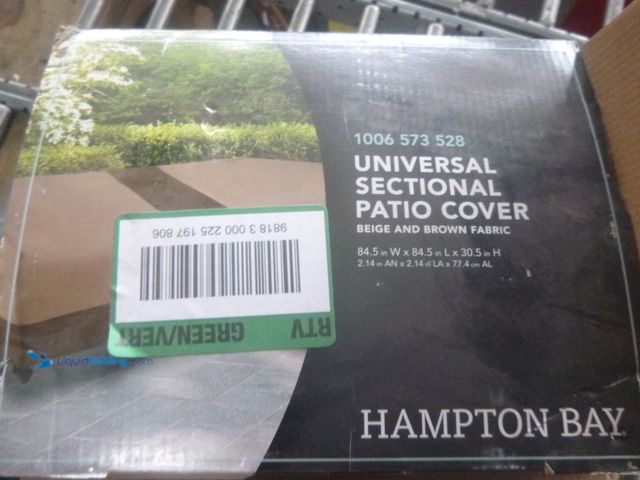 1006 573 528
UNIVERSAL
SECTIONAL
PATIO COVER
BEIGE AND BROWN FABRIC
84.5 in W x 84.5 in L x 30.5 in H
2.14 m AN x 2.14 m LA x 77.4 cm AL
9818 3 000 225 197 806
RTV
GREEN/VERT
LiquidBidding.com
HAMPTON BAY